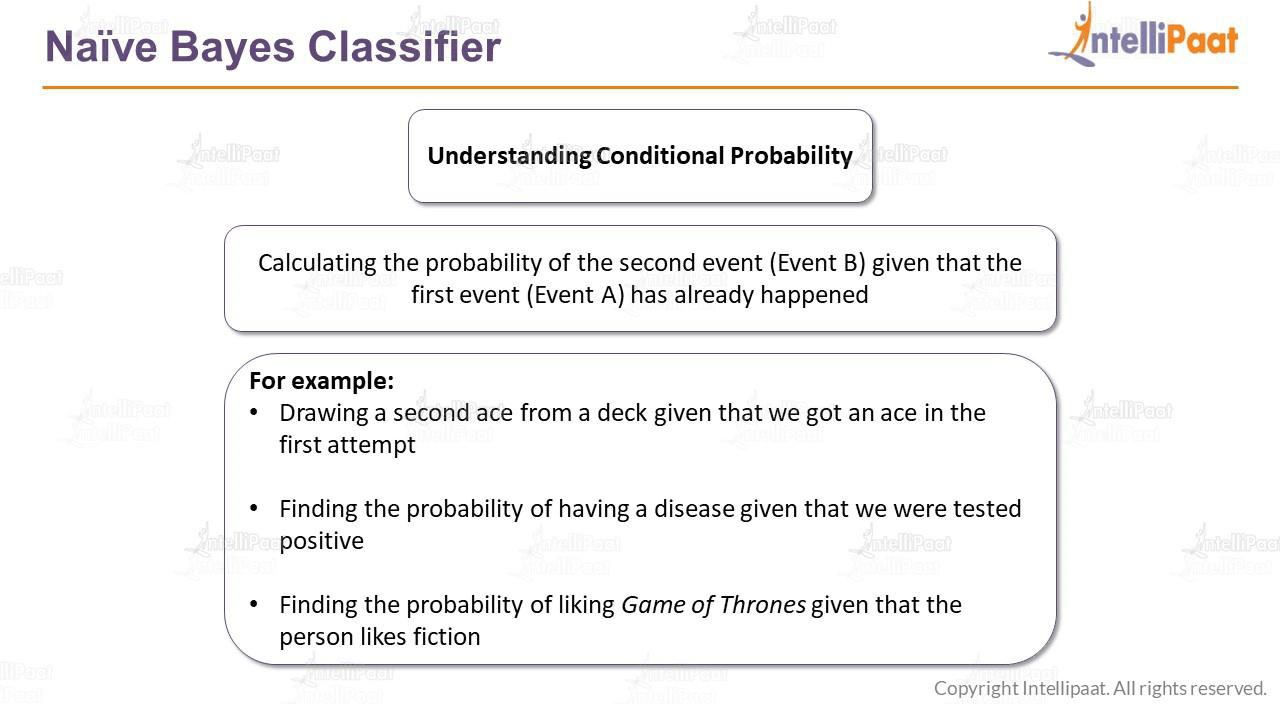 Naïve Bayes Classifier
IntelliPaat
Understanding Conditional Probability
Calculating the probability of the second event (Event B) given that the
first event (Event A) has already happened
For example:
• Drawing a second ace from a deck given that we got an ace in the
first attempt
• Finding the probability of having a disease given that we were tested
positive
• Finding the probability of liking Game of Thrones given that the
person likes fiction
Copyright Intellipaat. All rights reserved.